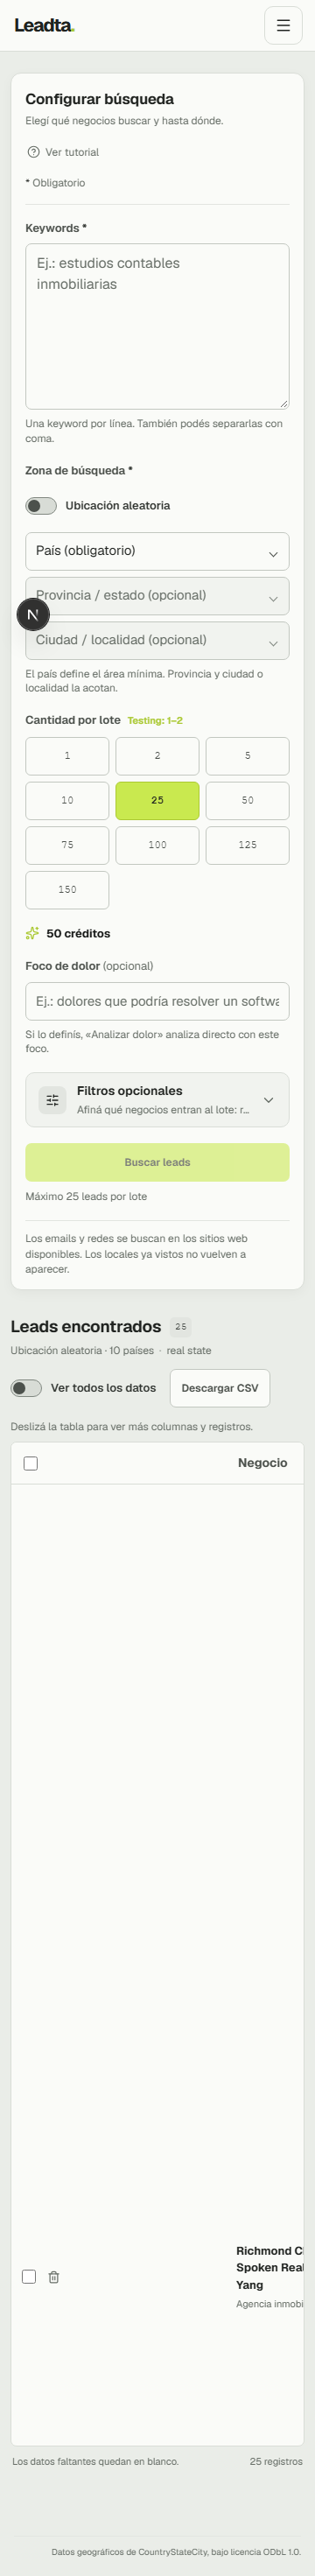 Leadta.
Configurar búsqueda
Elegí qué negocios buscar y hasta dónde.
Ver tutorial
* Obligatorio
Keywords *
Ej.: estudios contables
inmobiliarias
Una keyword por línea. También podés separarlas con
coma.
Zona de búsqueda *
Ubicación aleatoria
País (obligatorio)
Provincia / estado (opcional)
N
Ciudad / localidad (opcional)
El país define el área mínima. Provincia y ciudad o
localidad la acotan.
Cantidad por lote Testing: 1–2
1 2 5
10 25 50
75 100 125
150
50 créditos
Foco de dolor (opcional)
Ej.: dolores que podría resolver un softwa
Si lo definís, «Analizar dolor» analiza directo con este
foco.
Filtros opcionales
Afiná qué negocios entran al lote: r...
Buscar leads
Máximo 25 leads por lote
Los emails y redes se buscan en los sitios web
disponibles. Los locales ya vistos no vuelven a
aparecer.
Leads encontrados 25
Ubicación aleatoria · 10 países · real state
Ver todos los datos Descargar CSV
Deslizá la tabla para ver más columnas y registros.
Negocio
Richmond C
Spoken Real
Yang
Agencia inmobi
Los datos faltantes quedan en blanco. 25 registros
Datos geográficos de CountryStateCity, bajo licencia ODbL 1.0.